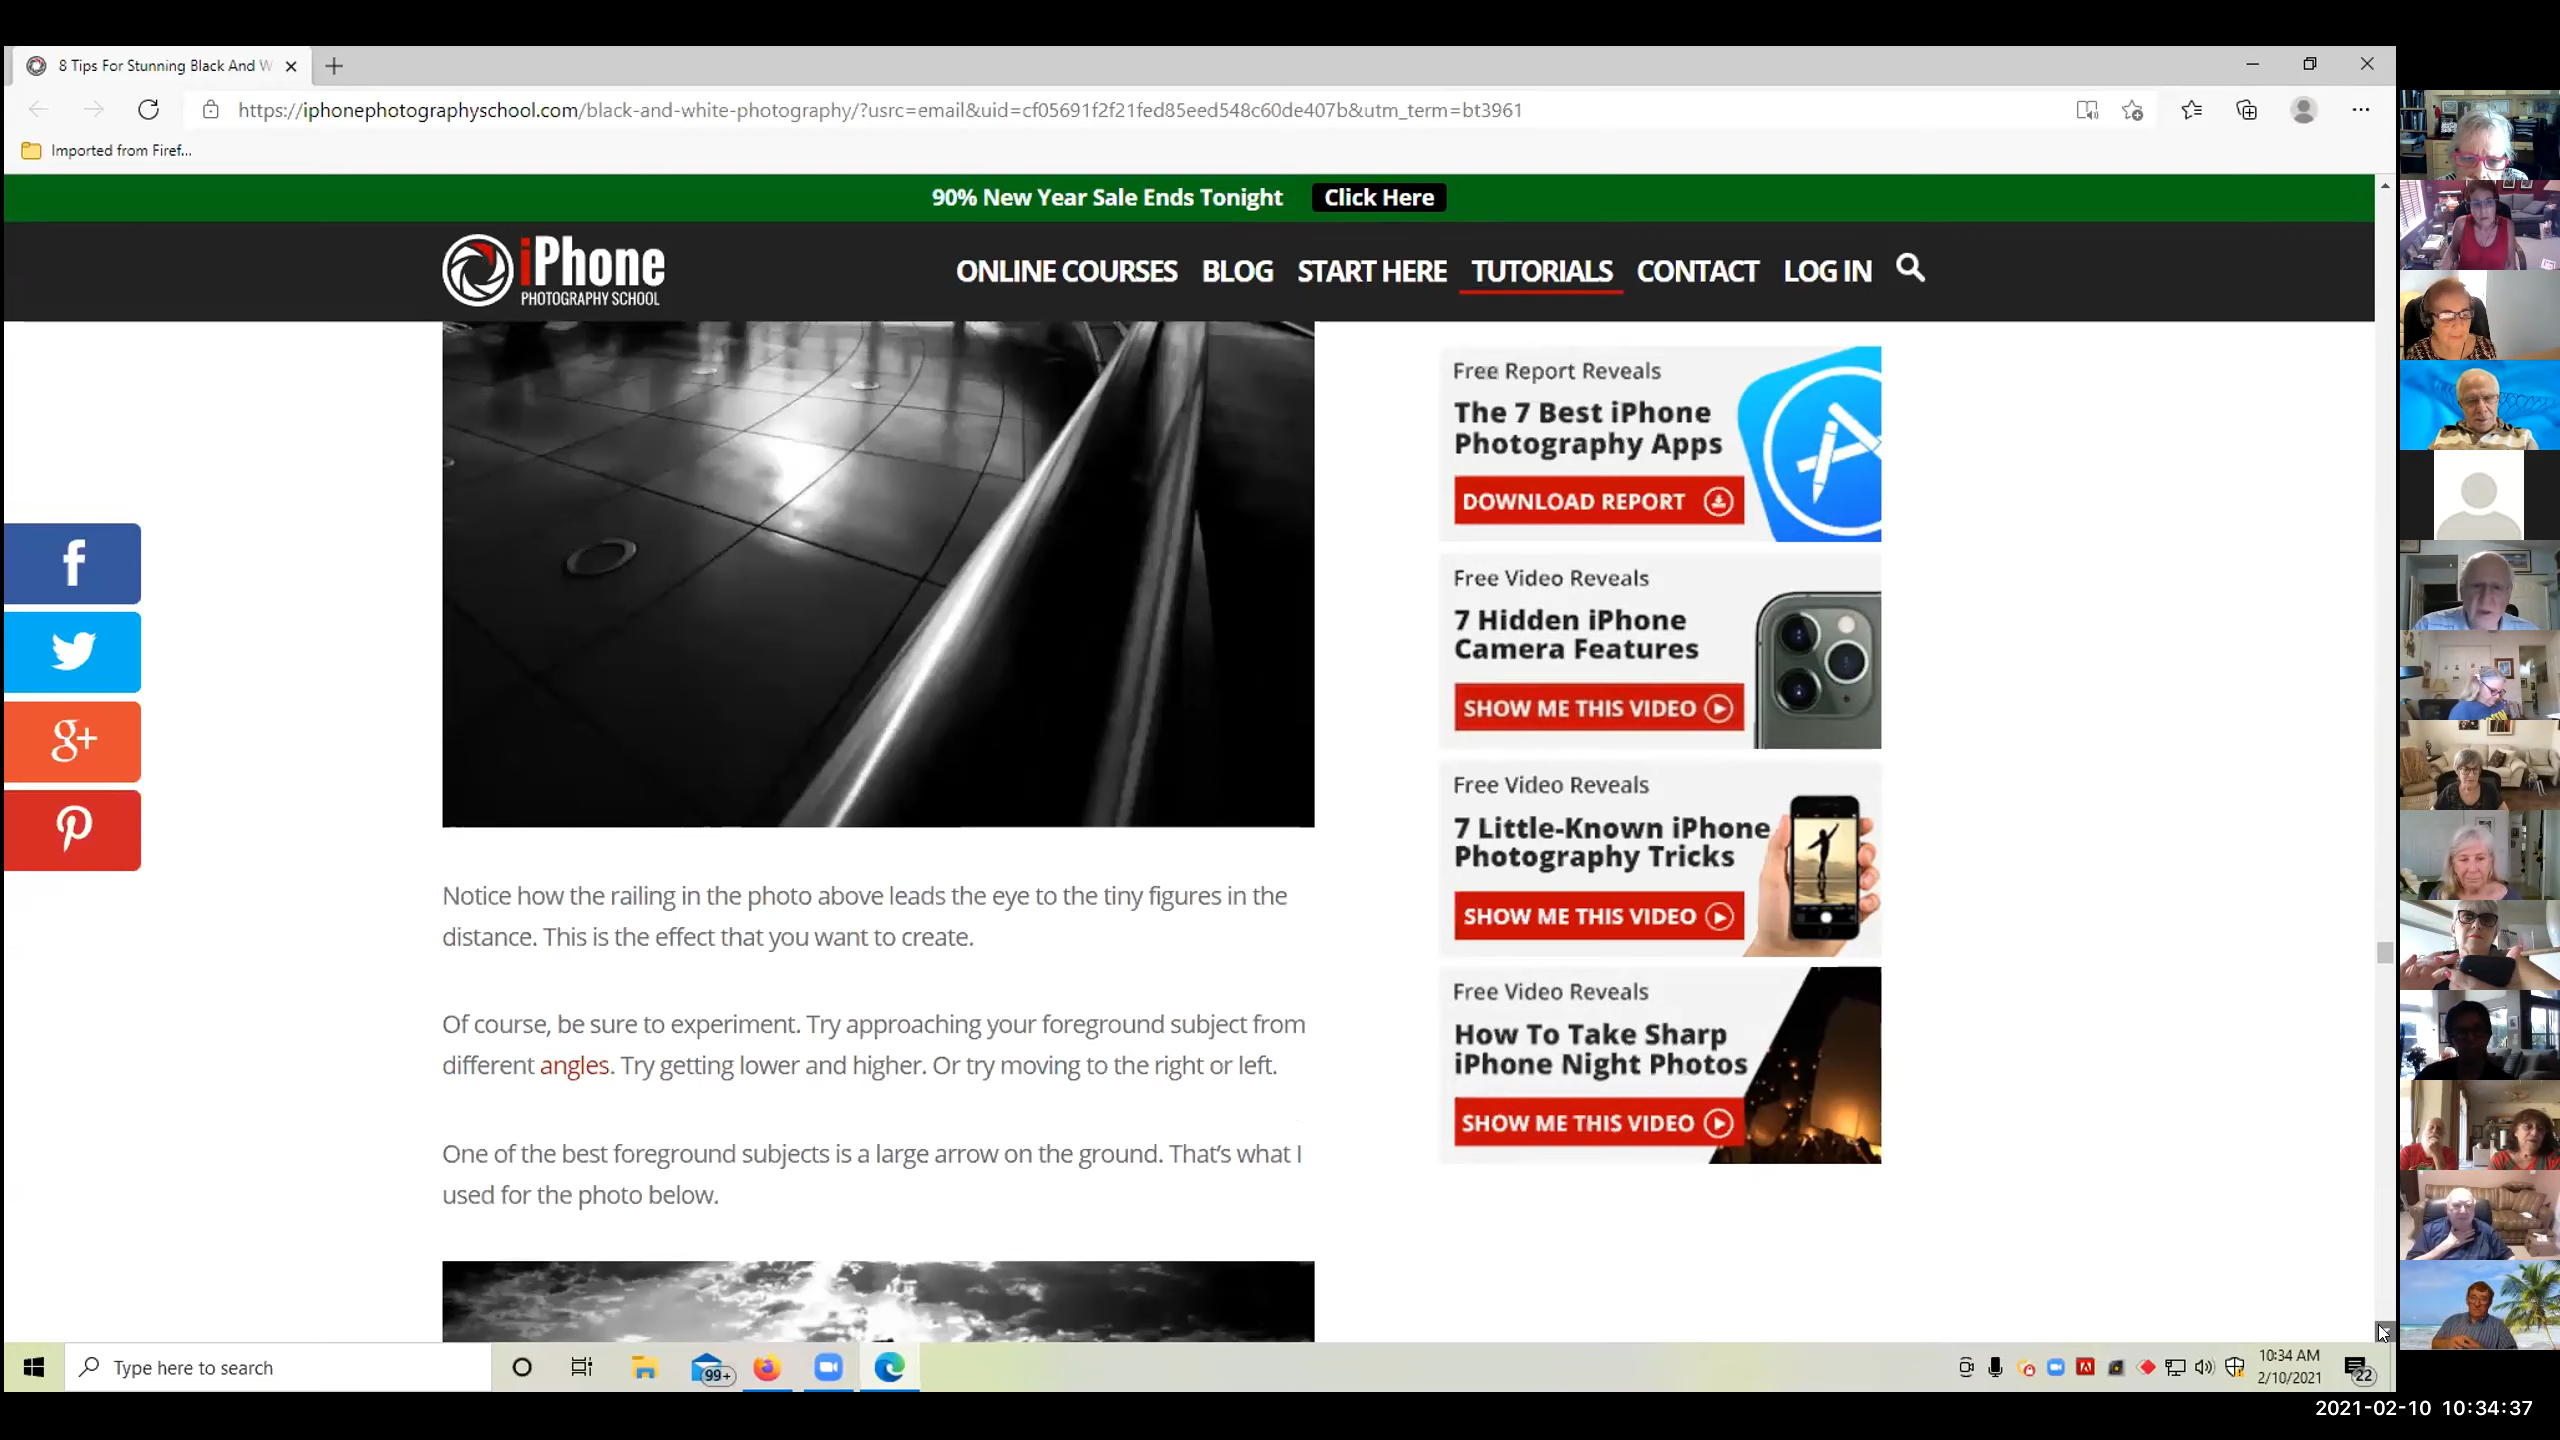 8 Tips For Stunning Black And W
https://iphonephotographyschool.com/black-and-white-photography/?usrc=email&uid=cf05691f2f21fed85eed548c60de407b&utm_term=bt3961
Imported from Firef...
90% New Year Sale Ends Tonight Click Here
iPhone
PHOTOGRAPHY SCHOOL
ONLINE COURSES BLOG START HERE TUTORIALS CONTACT LOG IN
f
g+
Notice how the railing in the photo above leads the eye to the tiny figures in the
distance. This is the effect that you want to create.
Of course, be sure to experiment. Try approaching your foreground subject from
different angles. Try getting lower and higher. Or try moving to the right or left.
One of the best foreground subjects is a large arrow on the ground. That's what I
used for the photo below.
Free Report Reveals
The 7 Best iPhone
Photography Apps
DOWNLOAD REPORT
Free Video Reveals
7 Hidden iPhone
Camera Features
SHOW ME THIS VIDEO
Free Video Reveals
7 Little-Known iPhone
Photography Tricks
SHOW ME THIS VIDEO
Free Video Reveals
How To Take Sharp
iPhone Night Photos
SHOW ME THIS VIDEO
Type here to search
99+
10:34 AM
2/10/2021
22
2021-02-10 10:34:37